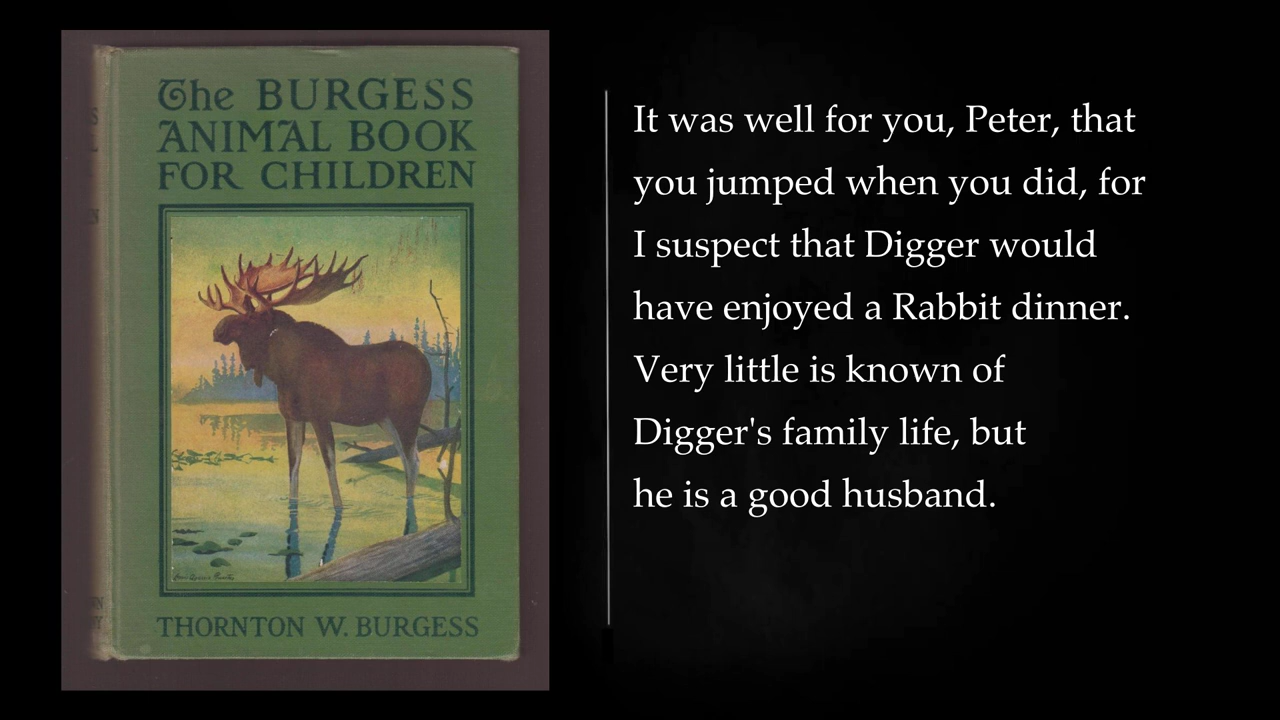 The BURGESS
ANIMAL BOOK
FOR CHILDREN
THORNTON W. BURGESS
It was well for you, Peter, that
you jumped when you did, for
I suspect that Digger would
have enjoyed a Rabbit dinner.
Very little is known of
Digger's family life, but
he is a good husband.